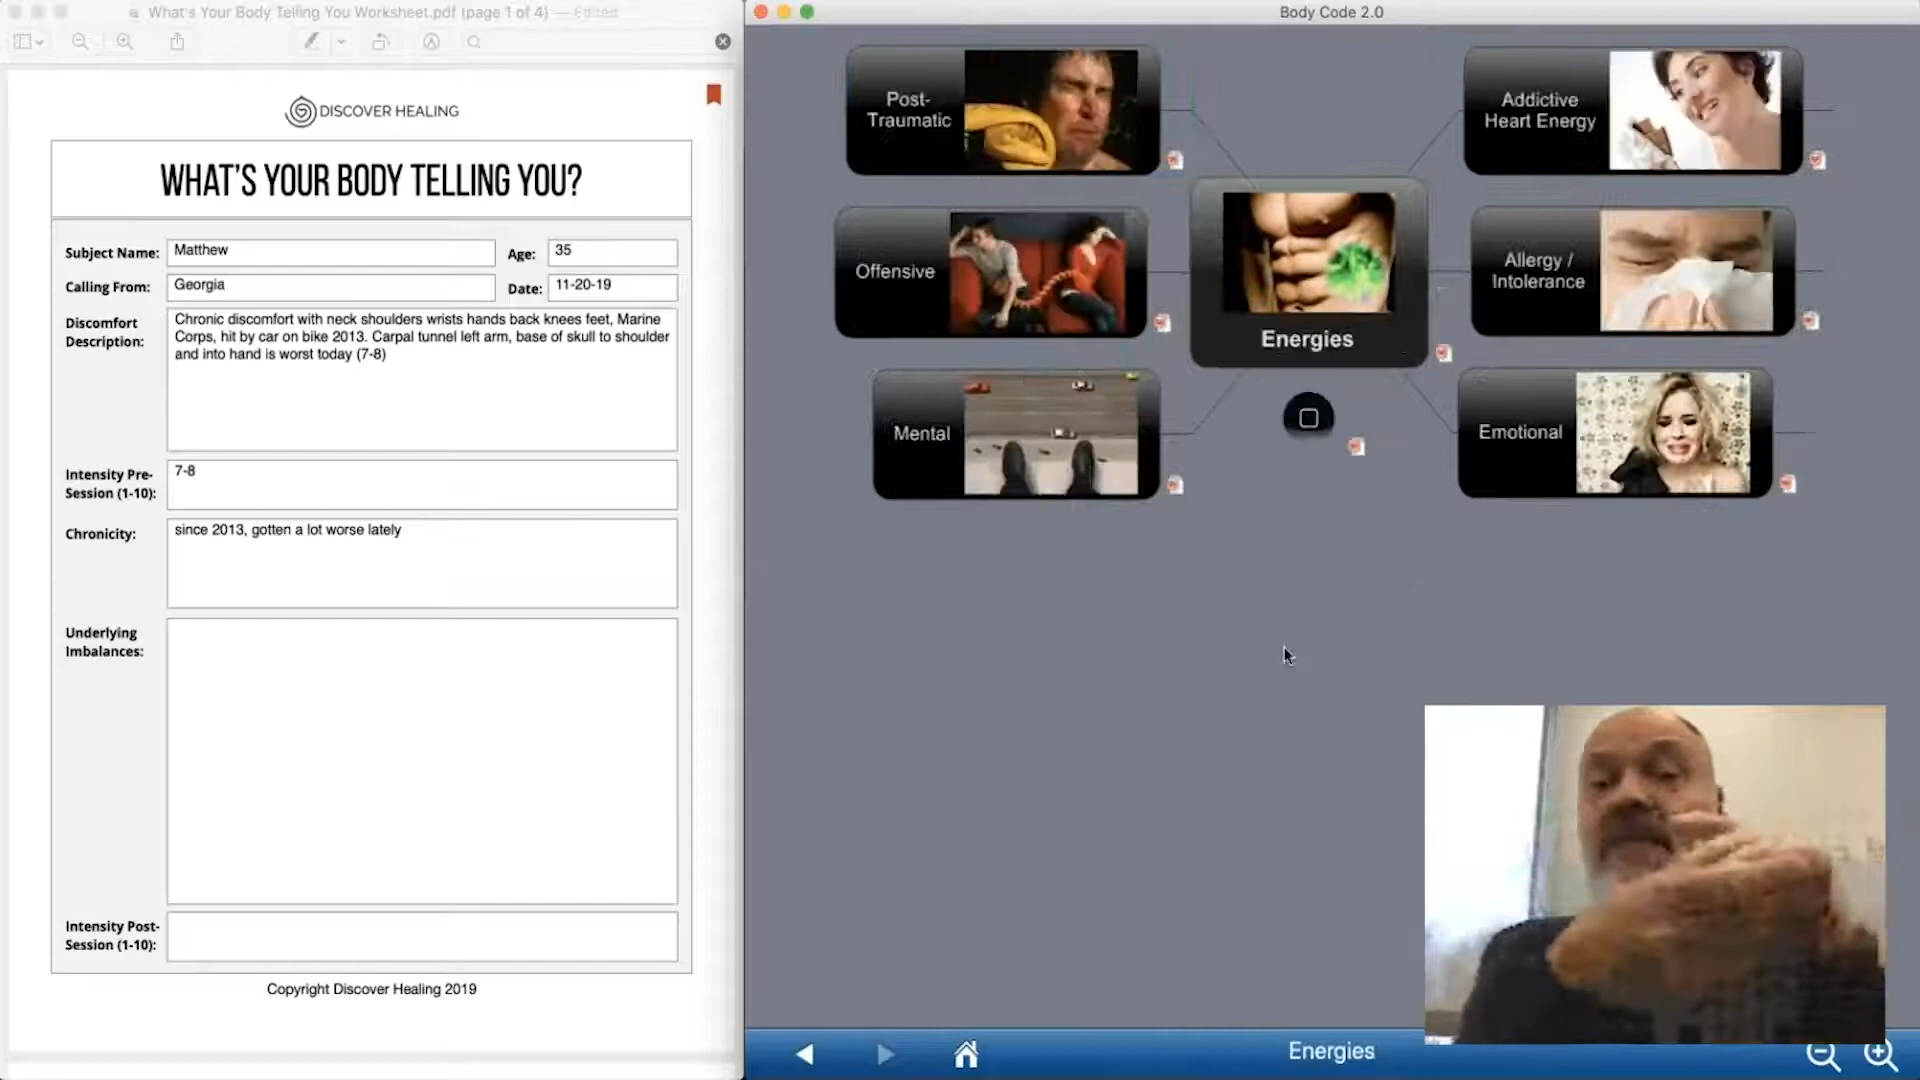 What's Your Body Telling You Worksheet.pdf (page 1 of 4) — Edited
DISCOVER HEALING
WHAT'S YOUR BODY TELLING YOU?
Subject Name: Matthew
Age: 35
Calling From: Georgia
Date: 11-20-19
Discomfort Description:
Chronic discomfort with neck shoulders wrists hands back knees feet, Marine
Corps, hit by car on bike 2013. Carpal tunnel left arm, base of skull to shoulder
and into hand is worst today (7-8)
Intensity Pre-
Session (1-10):
7-8
Chronicity: since 2013, gotten a lot worse lately
Underlying
Imbalances:
Intensity Post-
Session (1-10):
Copyright Discover Healing 2019
Body Code 2.0
Post-
Traumatic
Addictive
Heart Energy
Offensive
Energies
Allergy /
Intolerance
Mental
Emotional
Energies